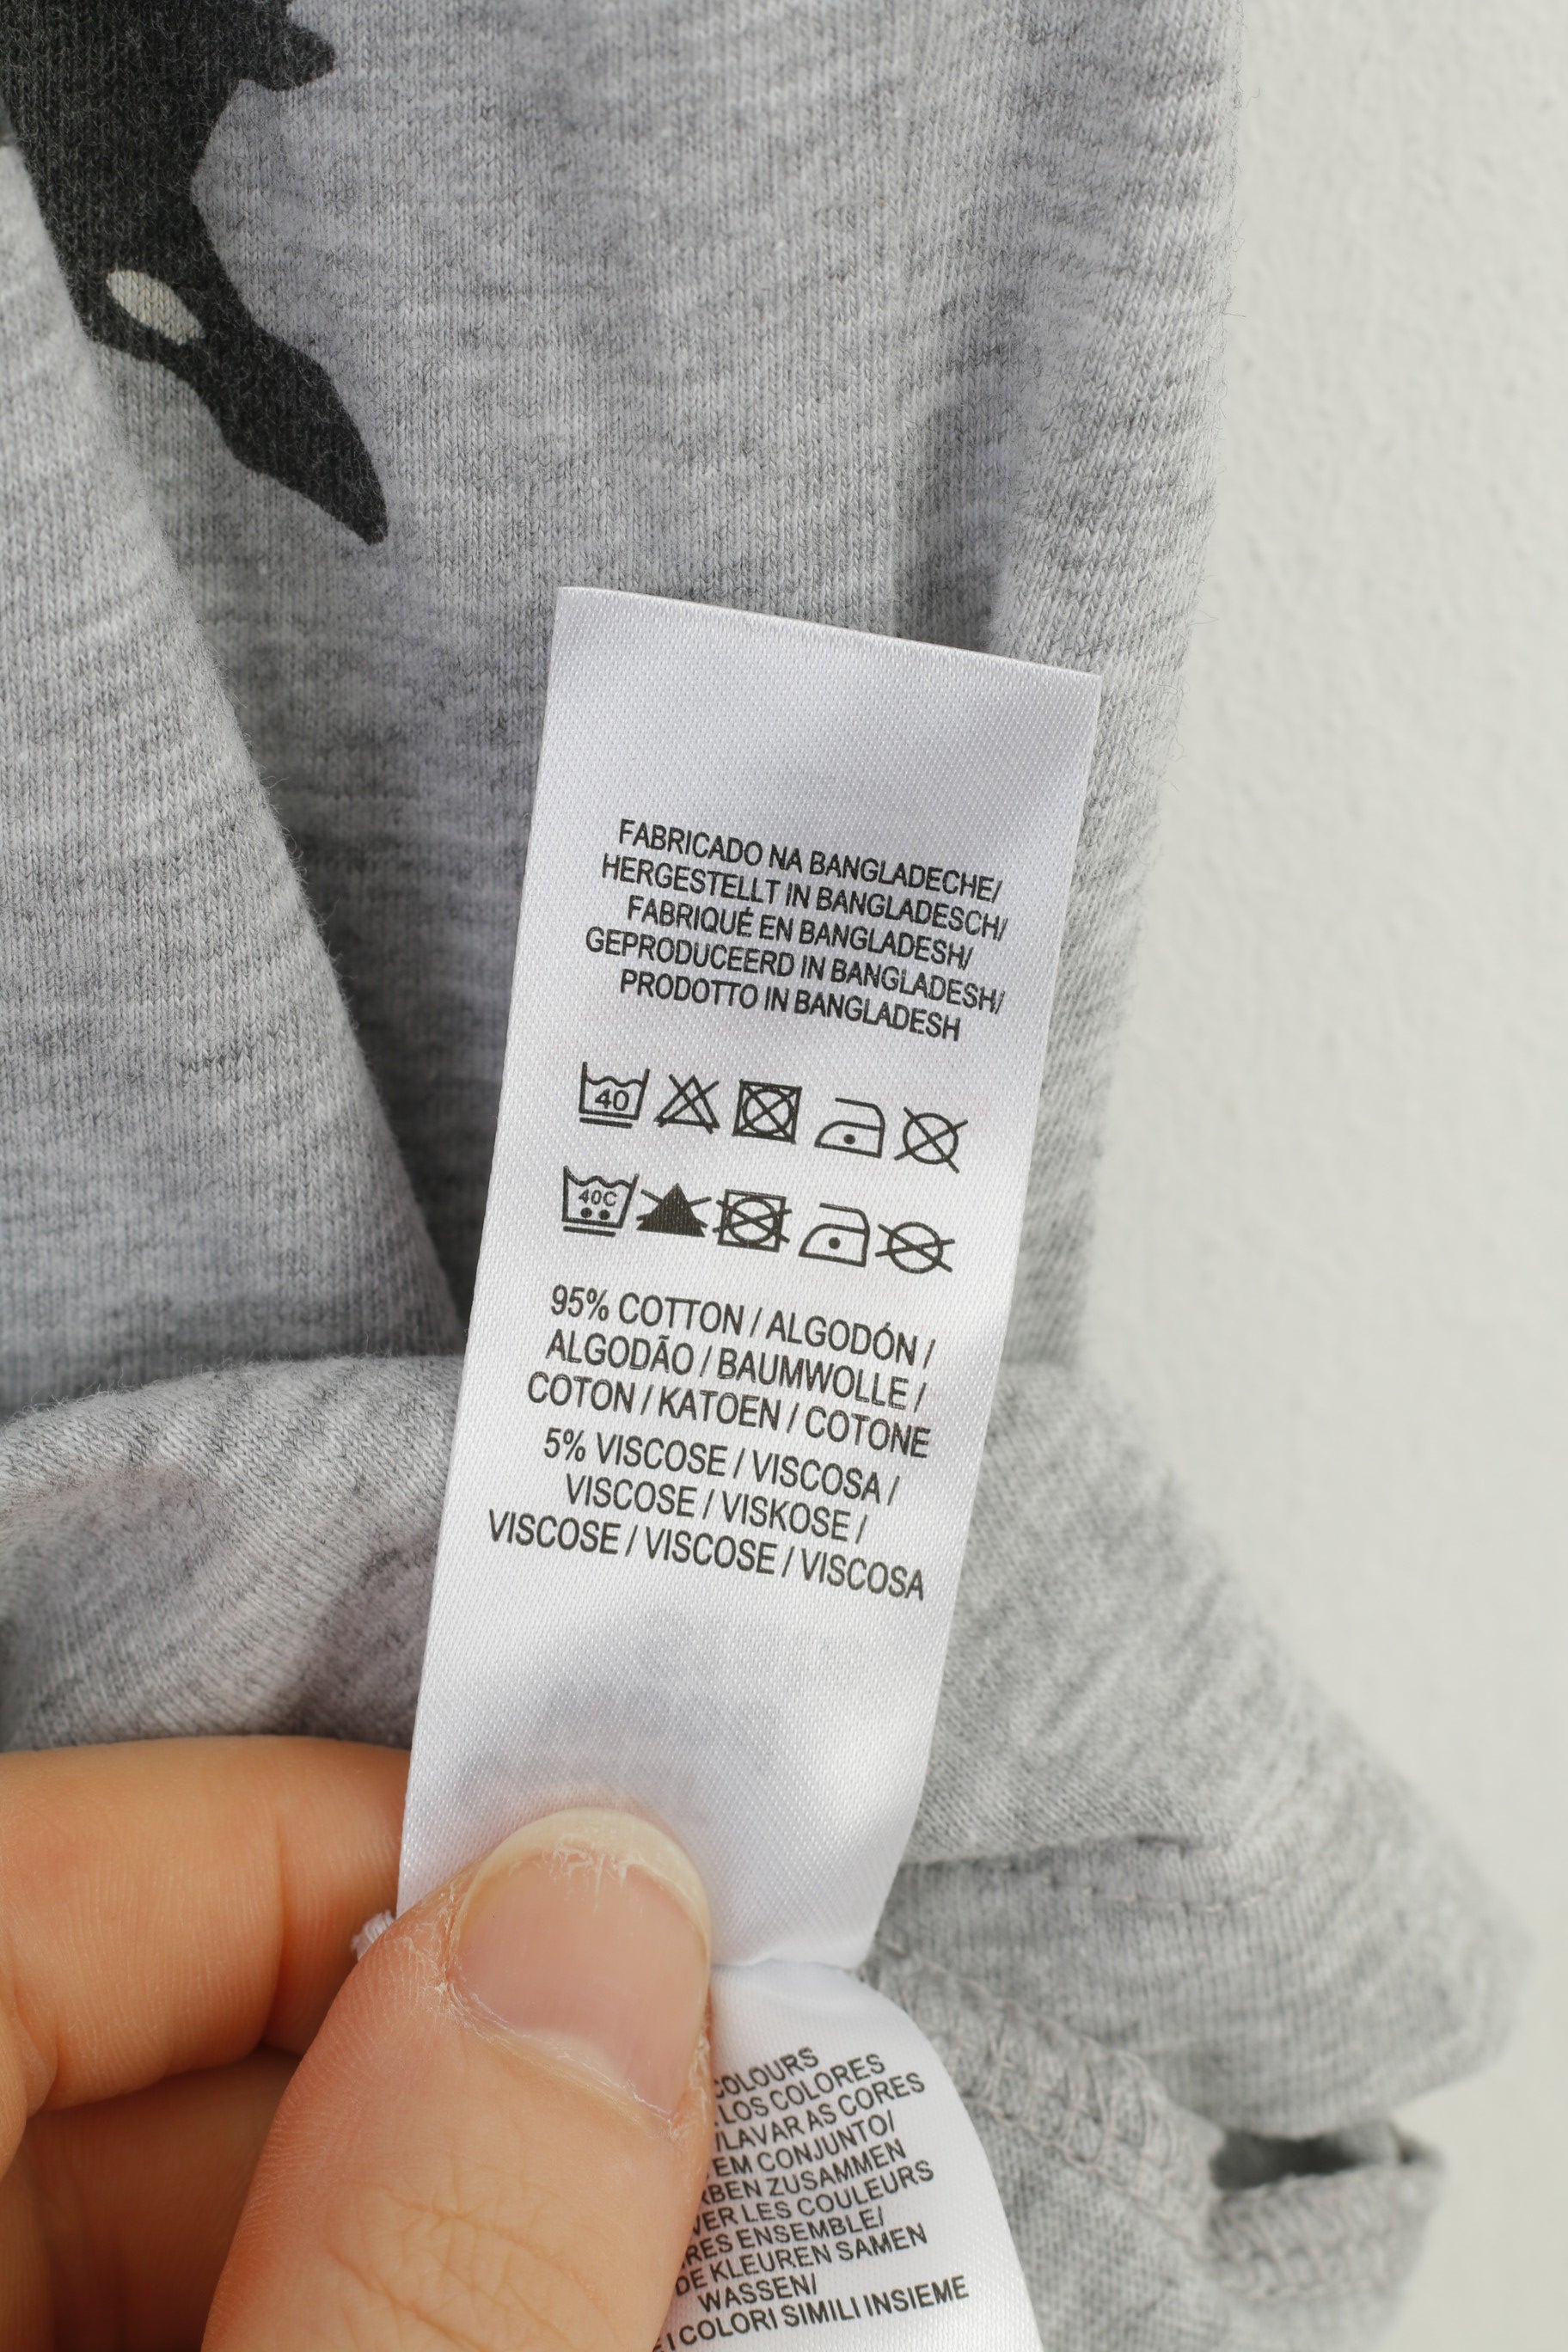 FABRICADO NA BANGLADECHE/
HERGESTELLT IN BANGLADESCH/
FABRIQUÉ EN BANGLADESH/
GEPRODUCEERD IN BANGLADESH/
PRODOTTO IN BANGLADESH
40
40C
95% COTTON / ALGODÓN /
ALGODÃO / BAUMWOLLE /
COTON / KATOEN / COTONE
5% VISCOSE / VISCOSA /
VISCOSE / VISKOSE /
VISCOSE / VISCOSE / VISCOSA
COLOURS
LOS COLORES
/LAVAR AS CORES
EM CONJUNTO/
ZUSAMMEN
LES COULEURS
ENSEMBLE/
DE KLEUREN SAMEN
WASSEN/
I COLORI SIMILI INSIEME